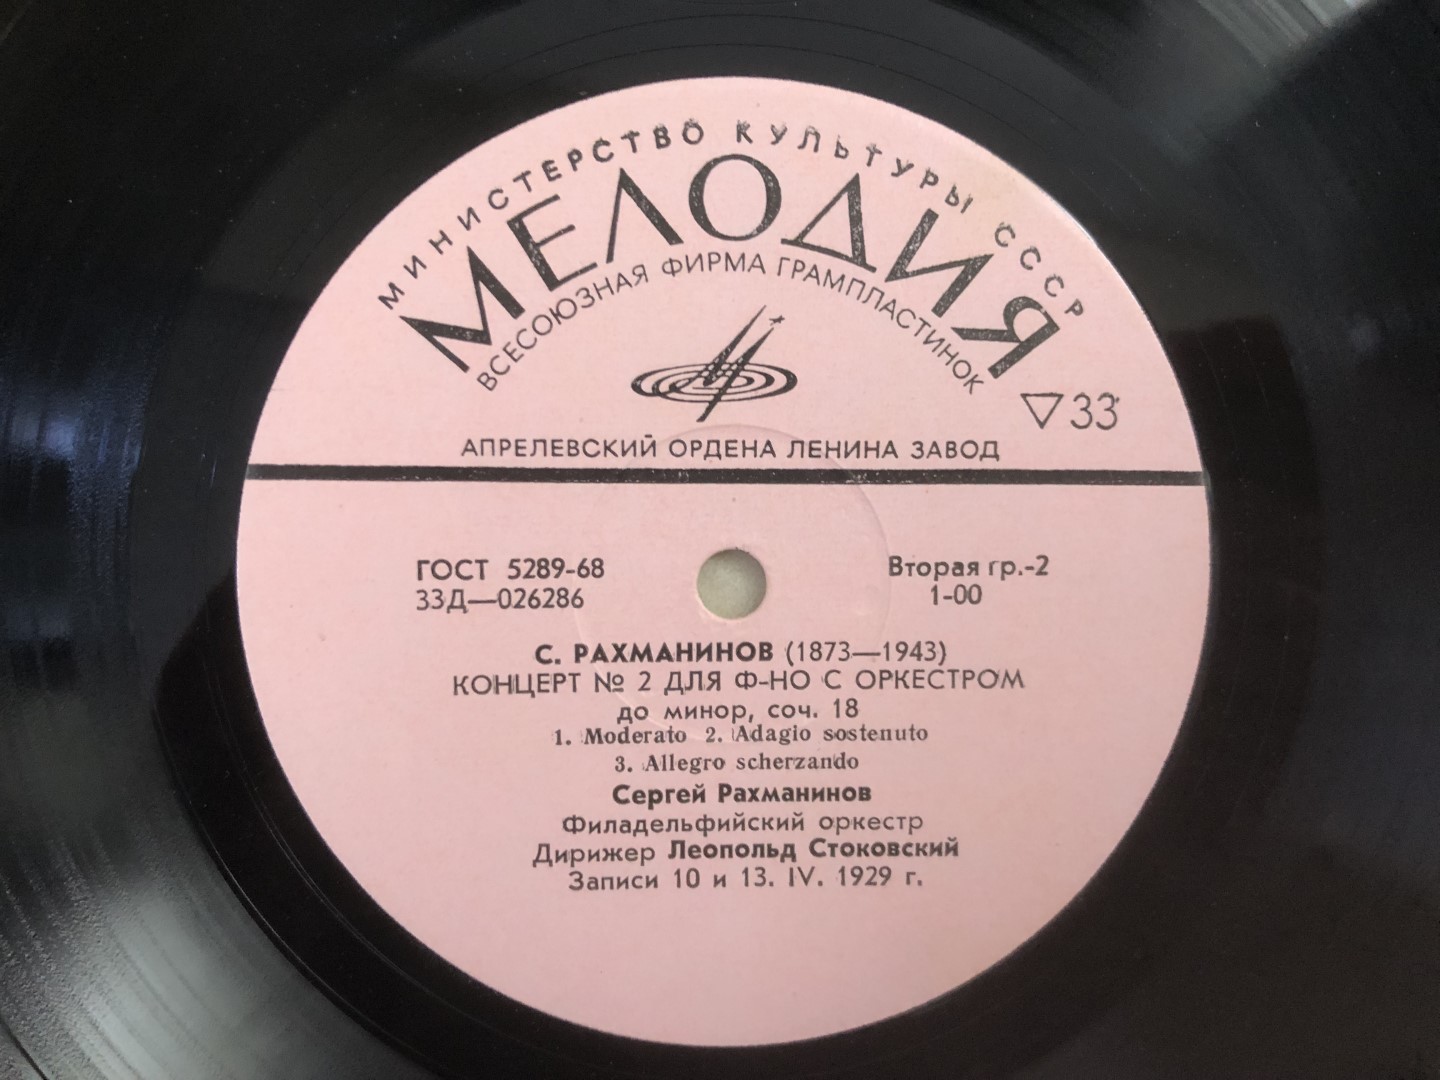 МИНИСТЕРСТВО КУЛЬТУРЫ СССР
МЕЛОДИЯ
ВСЕСОЮЗНАЯ ФИРМА ГРАМПЛАСТИНОК
33
АПРЕЛЕВСКИЙ ОРДЕНА ЛЕНИНА ЗАВОД
ГОСТ 5289-68
33Д—026286
Вторая гр.-2
1-00
С. РАХМАНИНОВ (1873—1943)
КОНЦЕРТ № 2 ДЛЯ Ф-НО С ОРКЕСТРОМ
до минор, соч. 18
1. Moderato 2. Adagio sostenuto
3. Allegro scherzando
Сергей Рахманинов
Филадельфийский оркестр
Дирижер Леопольд Стоковский
Записи 10 и 13. IV. 1929 г.